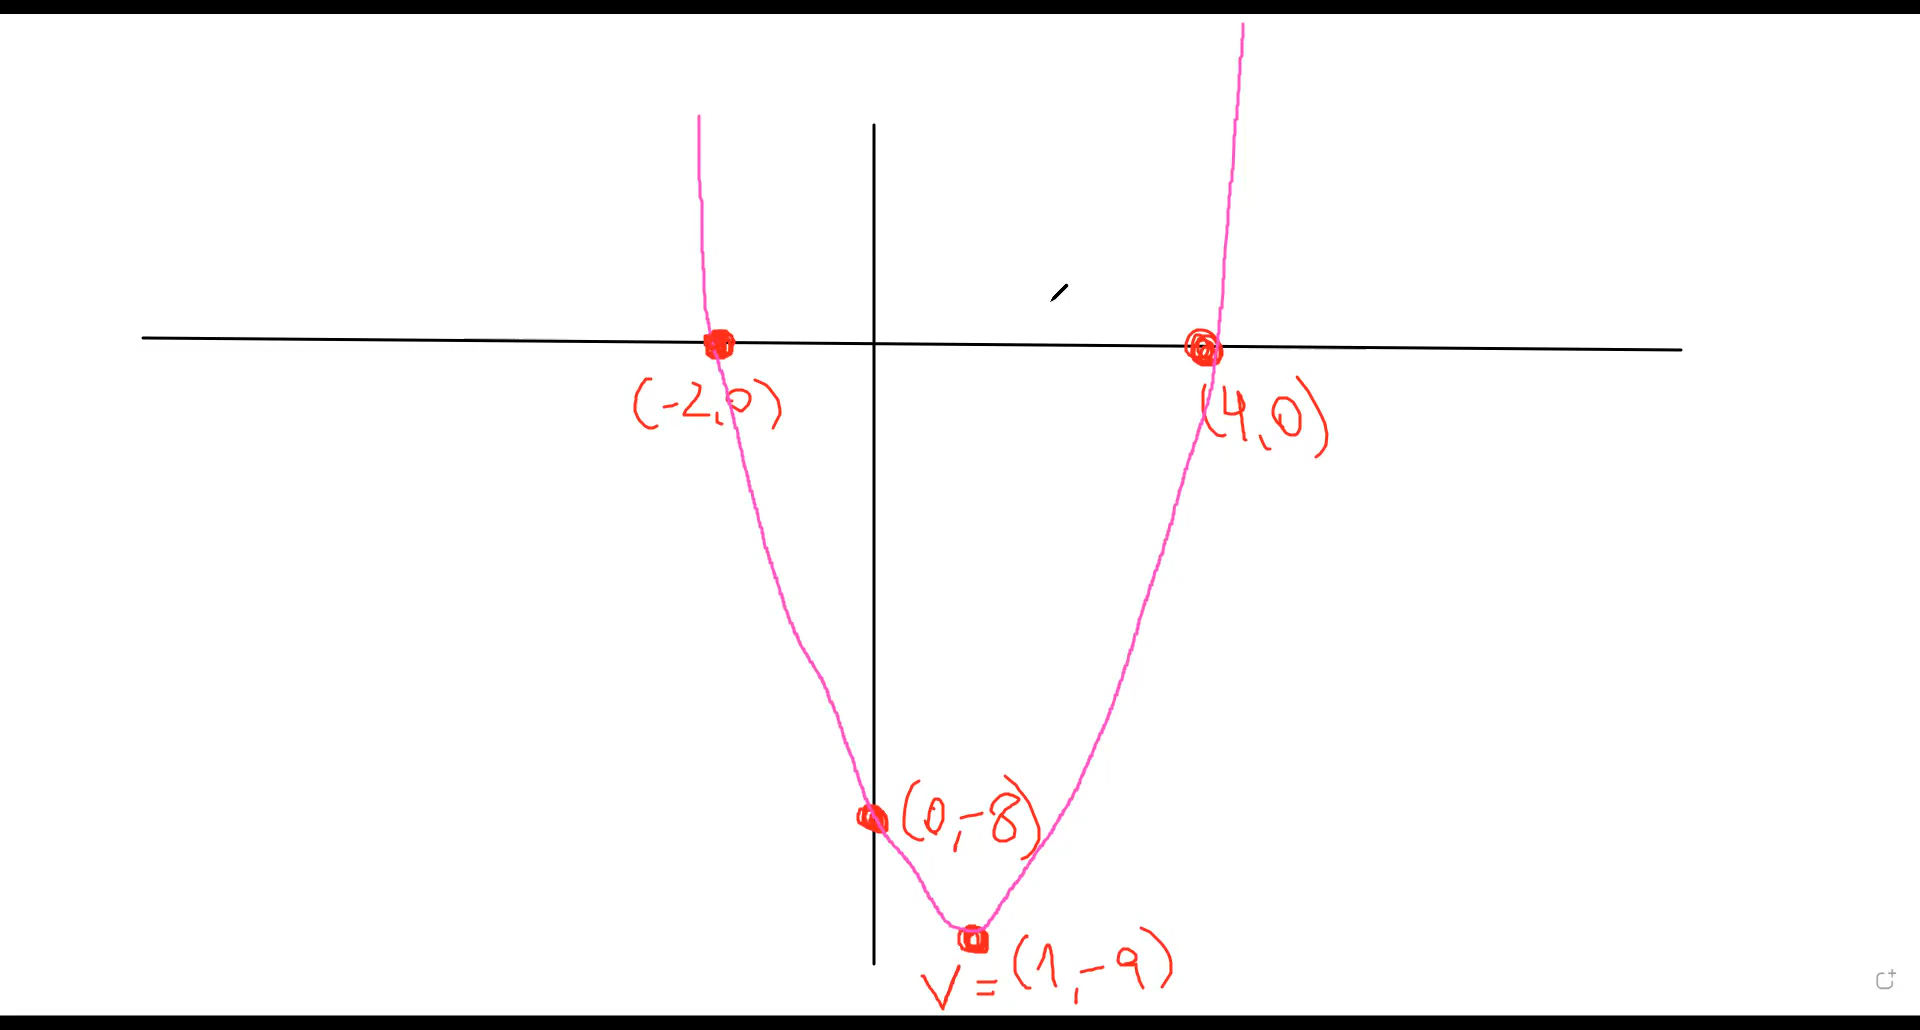 (-2,0)
(4,0)
(0,-8)
V = (1,-9)